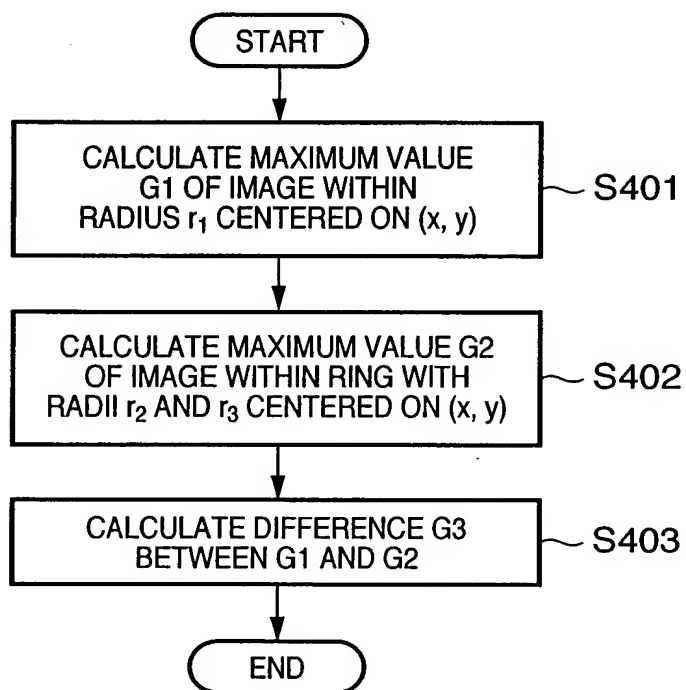 START
CALCULATE MAXIMUM VALUE
G1 OF IMAGE WITHIN
RADIUS r₁ CENTERED ON (x, y)
S401
CALCULATE MAXIMUM VALUE G2
OF IMAGE WITHIN RING WITH
RADII r₂ AND r₃ CENTERED ON (x, y)
S402
CALCULATE DIFFERENCE G3
BETWEEN G1 AND G2
S403
END